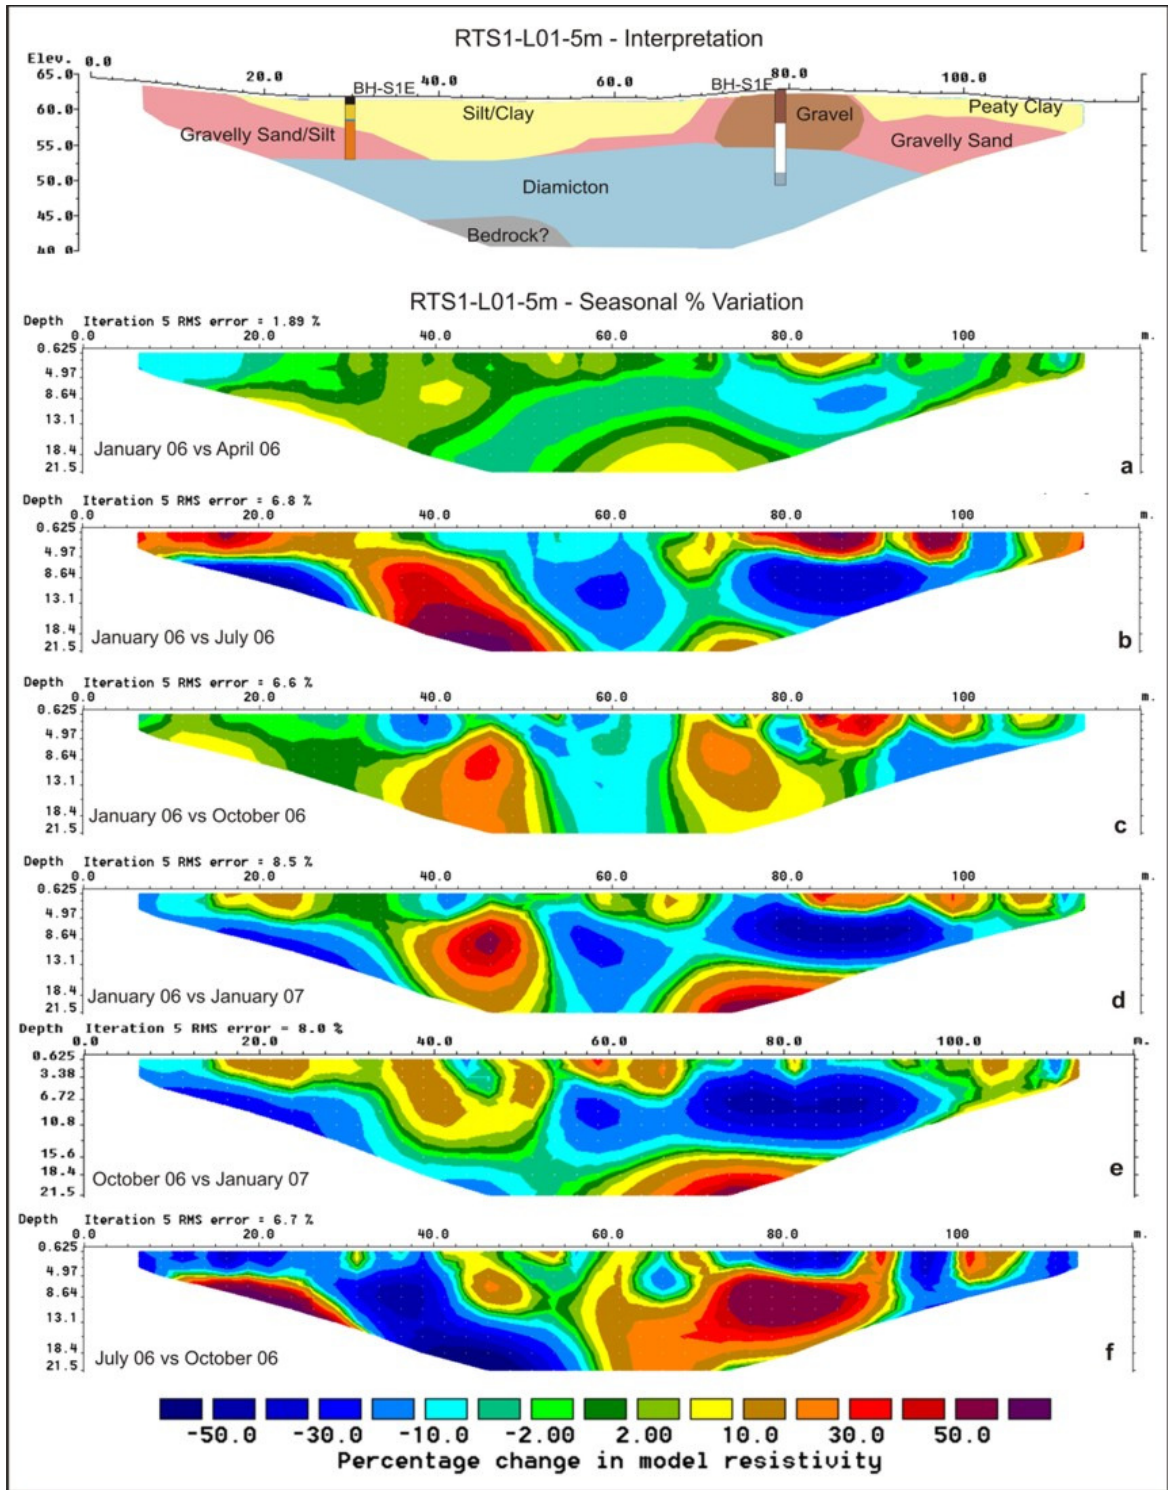 RTS1-L01-5m - Interpretation
Elev. 0.0 20.0 40.0 60.0 80.0 100.0
65.0
60.0
55.0
50.0
45.0
40.0
BH-S1E BH-S1F
Silt/Clay Gravel Peaty Clay
Gravelly Sand/Silt Gravelly Sand
Diamicton
Bedrock?
RTS1-L01-5m - Seasonal % Variation
Depth Iteration 5 RMS error = 1.89 %
0.0 20.0 40.0 60.0 80.0 100 m.
0.625
4.97
8.64
13.1
18.4
21.5
January 06 vs April 06 a
Depth Iteration 5 RMS error = 6.8 %
0.0 20.0 40.0 60.0 80.0 100 m.
0.625
4.97
8.64
13.1
18.4
21.5
January 06 vs July 06 b
Depth Iteration 5 RMS error = 6.6 %
0.0 20.0 40.0 60.0 80.0 100 m.
0.625
4.97
8.64
13.1
18.4
21.5
January 06 vs October 06 c
Depth Iteration 5 RMS error = 8.5 %
0.0 20.0 40.0 60.0 80.0 100 m.
0.625
4.97
8.64
13.1
18.4
21.5
January 06 vs January 07 d
Depth Iteration 5 RMS error = 8.0 %
0.0 20.0 40.0 60.0 80.0 100.0 m.
0.625
3.38
6.72
10.8
15.6
18.4
21.5
October 06 vs January 07 e
Depth Iteration 5 RMS error = 6.7 %
0.0 20.0 40.0 60.0 80.0 100 m.
0.625
4.97
8.64
13.1
18.4
21.5
July 06 vs October 06 f
-50.0 -30.0 -10.0 -2.00 2.00 10.0 30.0 50.0
Percentage change in model resistivity